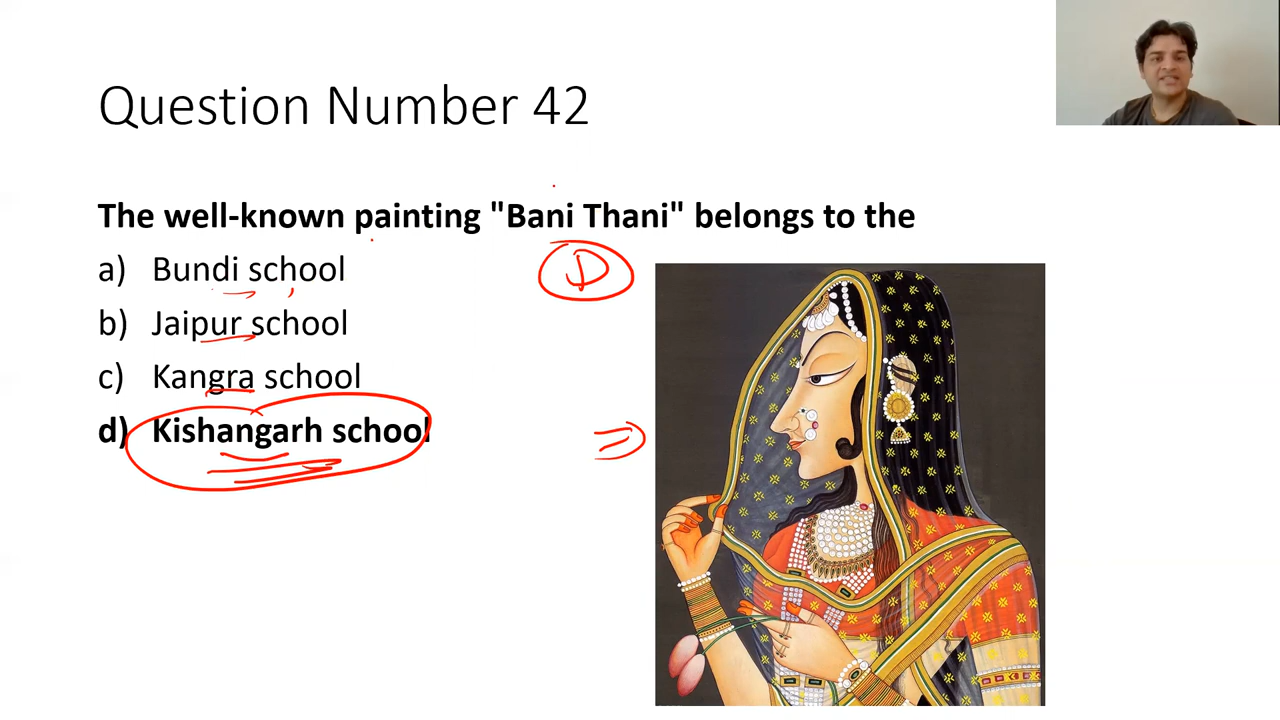 Question Number 42
The well-known painting "Bani Thani" belongs to the
a) Bundi school
D
b) Jaipur school
c) Kangra school
d) Kishangarh school